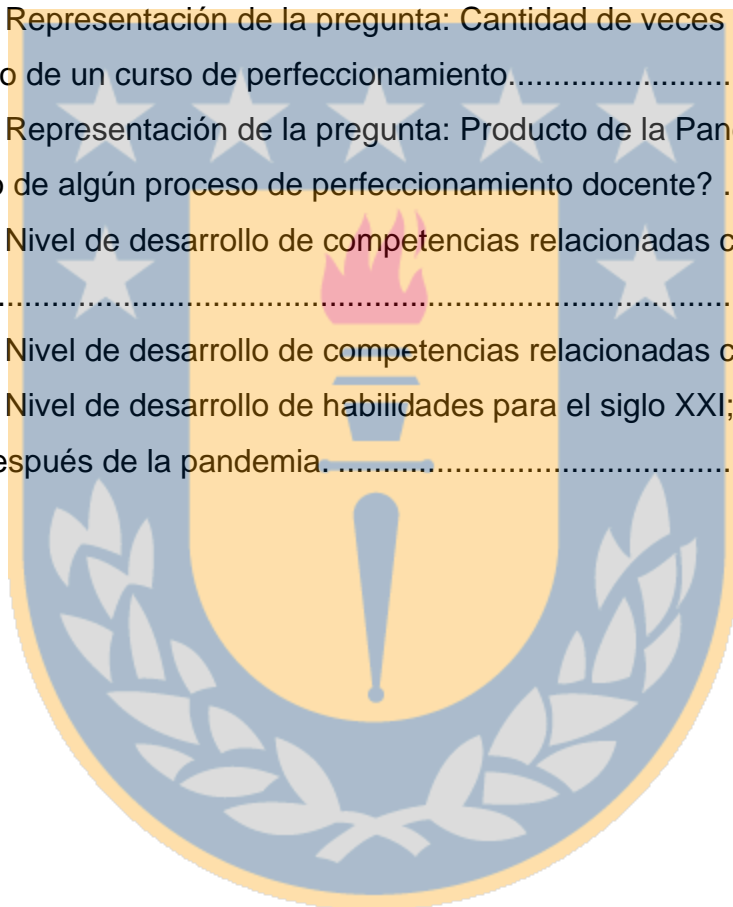 Representación de la pregunta: Cantidad de veces
o de un curso de perfeccionamiento..........................
Representación de la pregunta: Producto de la Pan
o de algún proceso de perfeccionamiento docente? .
Nivel de desarrollo de competencias relacionadas c
.......................................................................................
Nivel de desarrollo de competencias relacionadas c
Nivel de desarrollo de habilidades para el siglo XXI;
espués de la pandemia. ...............................................